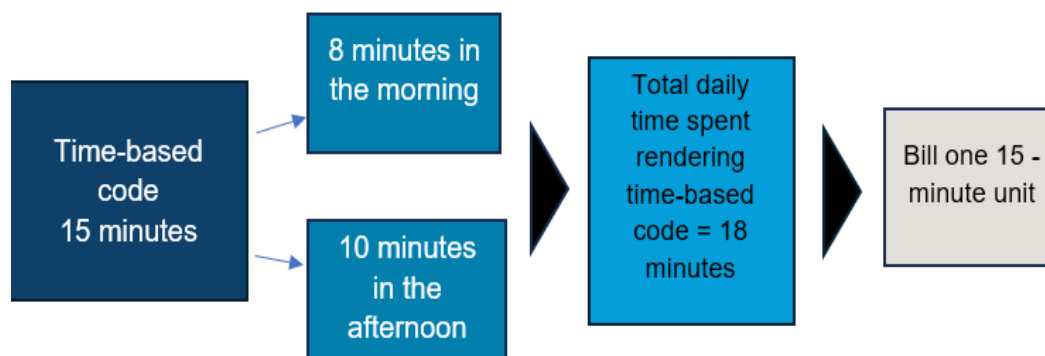 Time-based
code
15 minutes
8 minutes in
the morning
10 minutes
in the
afternoon
Total daily
time spent
rendering
time-based
code = 18
minutes
Bill one 15 -
minute unit